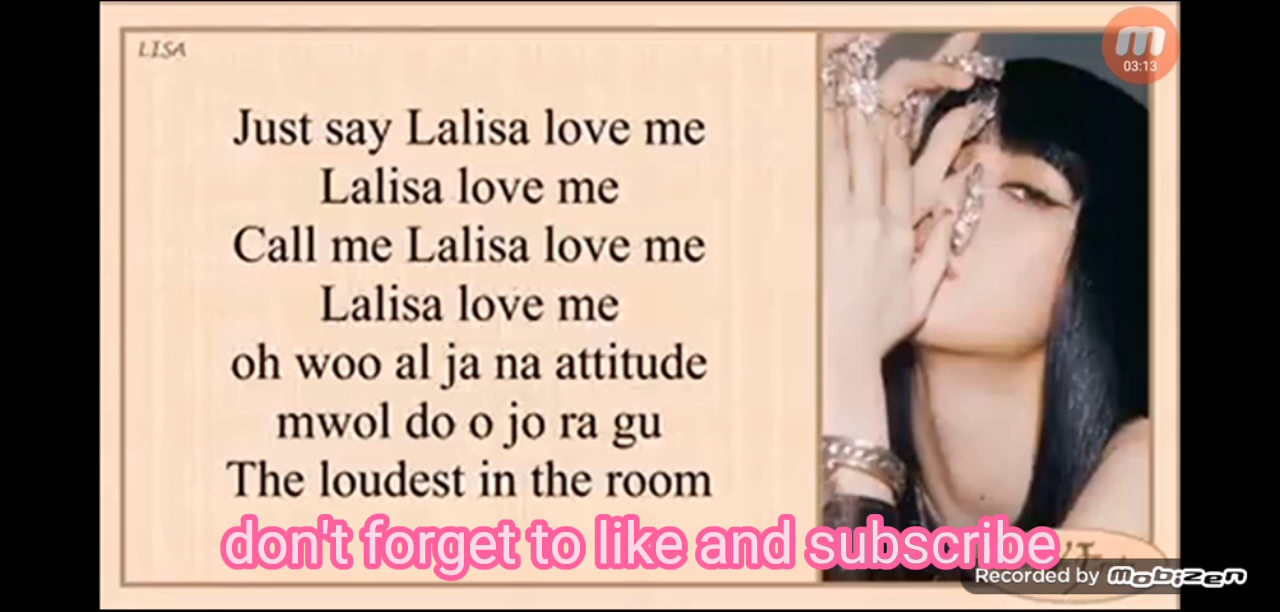 LISA
03:13
Just say Lalisa love me
Lalisa love me
Call me Lalisa love me
Lalisa love me
oh woo al ja na attitude
mwol do o jo ra gu
The loudest in the room
don't forget to like and subscribe
Recorded by Mobizen